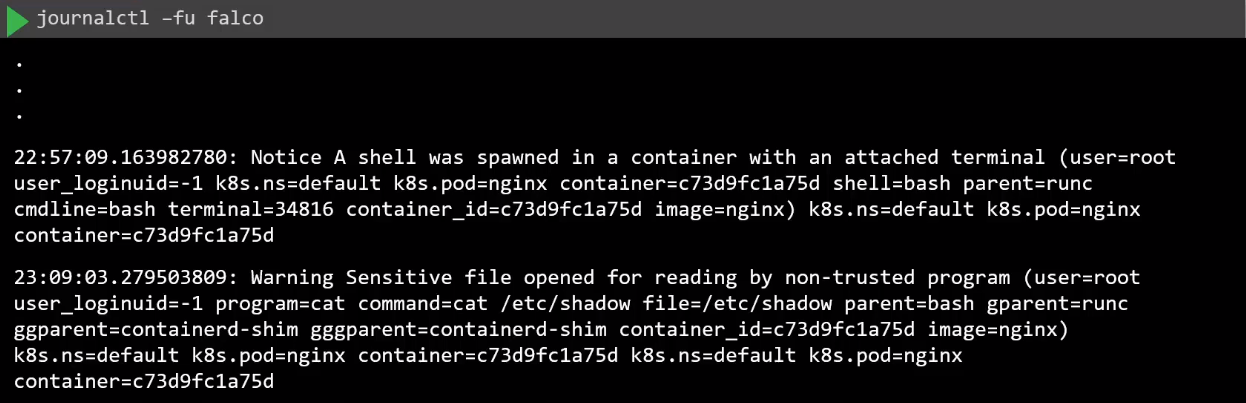 journalctl –fu falco
.
.
.
22:57:09.163982780: Notice A shell was spawned in a container with an attached terminal (user=root
user_loginuid=-1 k8s.ns=default k8s.pod=nginx container=c73d9fc1a75d shell=bash parent=runc
cmdline=bash terminal=34816 container_id=c73d9fc1a75d image=nginx) k8s.ns=default k8s.pod=nginx
container=c73d9fc1a75d
23:09:03.279503809: Warning Sensitive file opened for reading by non-trusted program (user=root
user_loginuid=-1 program=cat command=cat /etc/shadow file=/etc/shadow parent=bash gparent=runc
ggparent=containerd-shim gggparent=containerd-shim container_id=c73d9fc1a75d image=nginx)
k8s.ns=default k8s.pod=nginx container=c73d9fc1a75d k8s.ns=default k8s.pod=nginx
container=c73d9fc1a75d